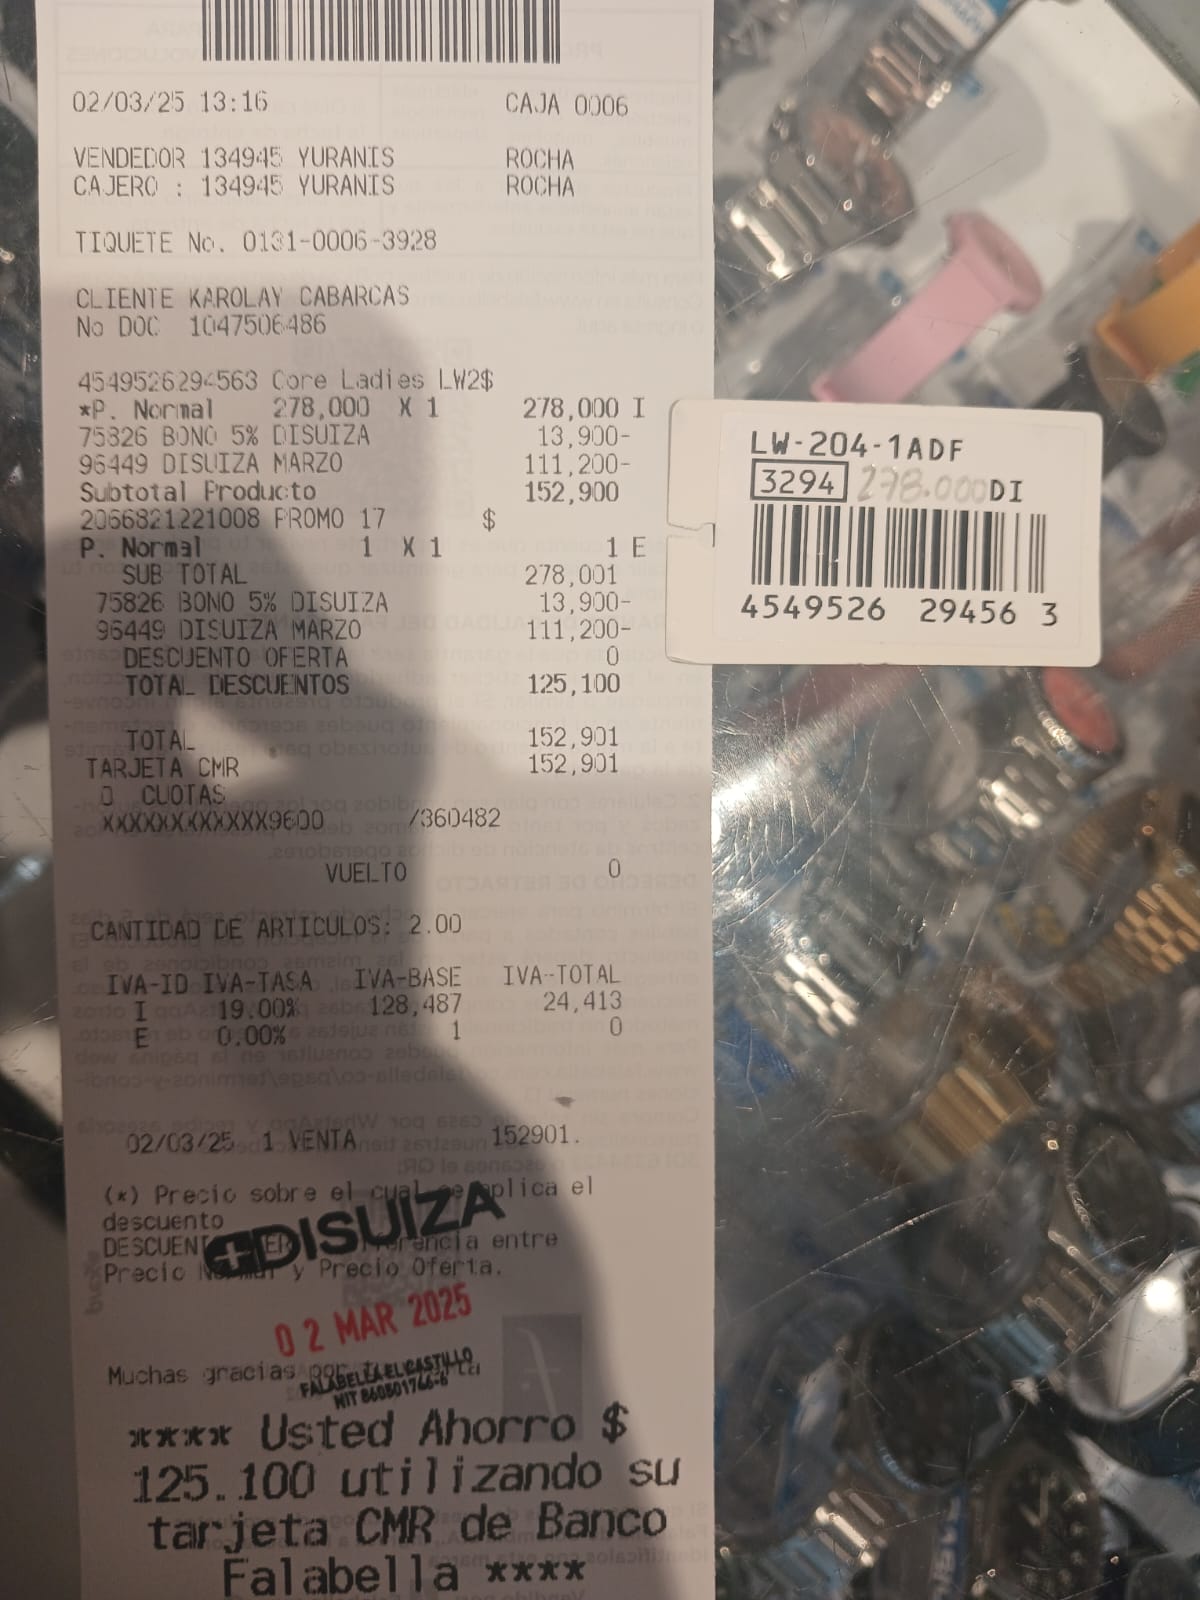 02/03/25 13:16 CAJA 0006
VENDEDOR 134945 YURANIS ROCHA
CAJERO : 134945 YURANIS ROCHA
TIQUETE No. 0131-0006-3928
CLIENTE KAROLAY CABARCAS
No DOC 1047506486
4549526294563 Core Ladies LW2$
*P. Normal 278,000 X 1 278,000 I
75826 BONO 5% DISUIZA 13,900-
96449 DISUIZA MARZO 111,200-
Subtotal Producto 152,900
2066821221008 PROMO 17 $
P. Normal 1 X 1 1 E
SUB TOTAL 278,001
75826 BONO 5% DISUIZA 13,900-
96449 DISUIZA MARZO 111,200-
DESCUENTO OFERTA 0
TOTAL DESCUENTOS 125,100
TOTAL 152,901
TARJETA CMR 152,901
0 CUOTAS
XXXXXXXXXXXX9600 /360482
VUELTO 0
CANTIDAD DE ARTICULOS: 2.00
IVA-ID IVA-TASA IVA-BASE IVA-TOTAL
I 19.00% 128,487 24,413
E 0.00% 1 0
02/03/25 1 VENTA 152901.
(*) Precio sobre el cual se aplica el
descuento
entre
Precio Normal y Precio Oferta.
DISUIZA
02 MAR 2025
Muchas gracias por
FALABELLA EL CASTILLO
NIT 860501746-6
**** Usted Ahorro $
125.100 utilizando su
tarjeta CMR de Banco
Falabella ****
LW-204-1ADF
3294 278.000 DI
4549526 29456 3